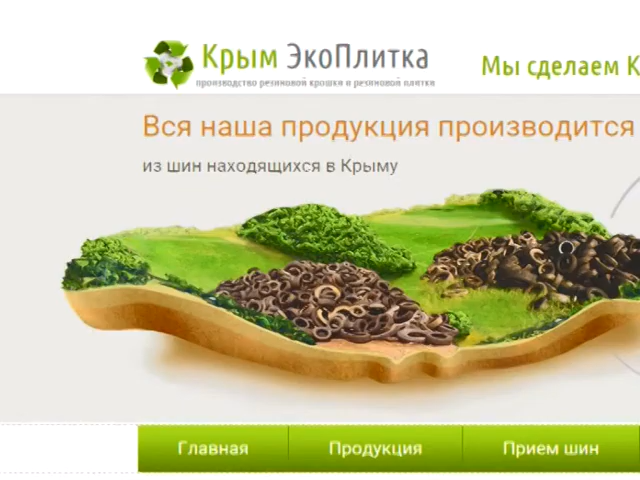 Крым ЭкоПлитка
производство резиновой крошки и резиновой плитки
Мы сделаем К
Вся наша продукция производится
из шин находящихся в Крыму
Главная
Продукция
Прием шин